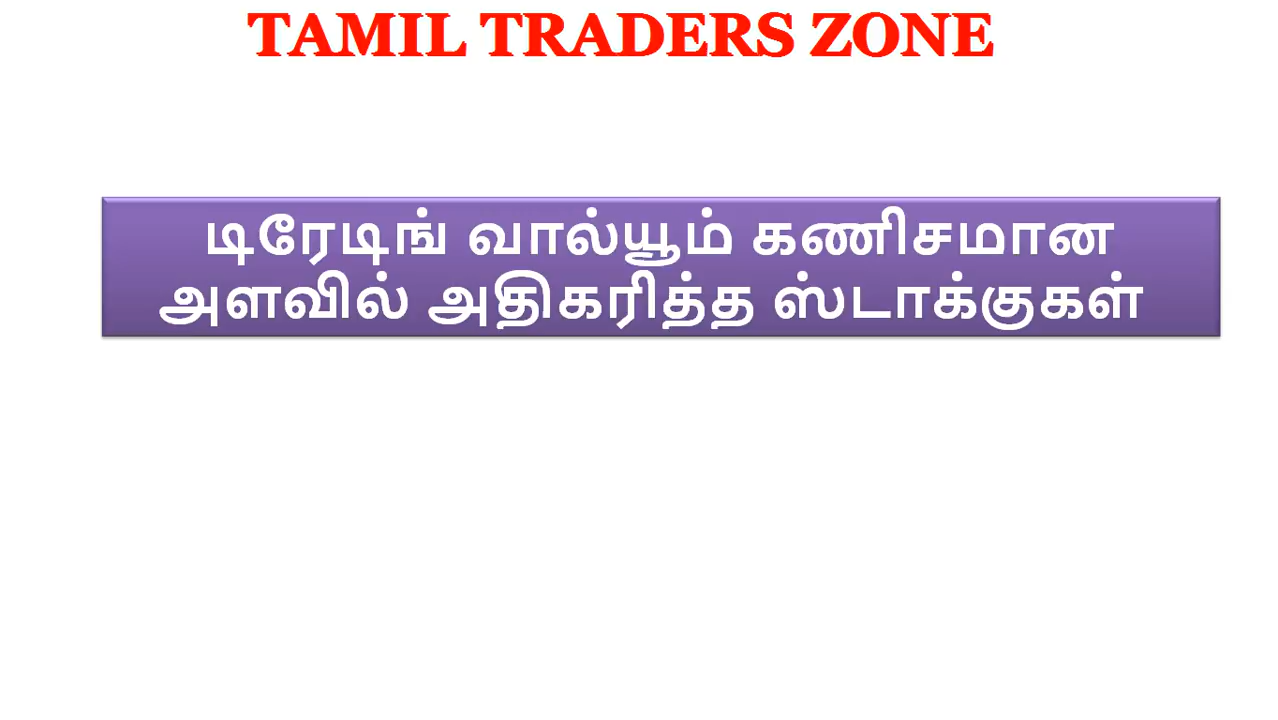 TAMIL TRADERS ZONE
டிரேடிங் வால்யூம் கணிசமான
அளவில் அதிகரித்த ஸ்டாக்குகள்